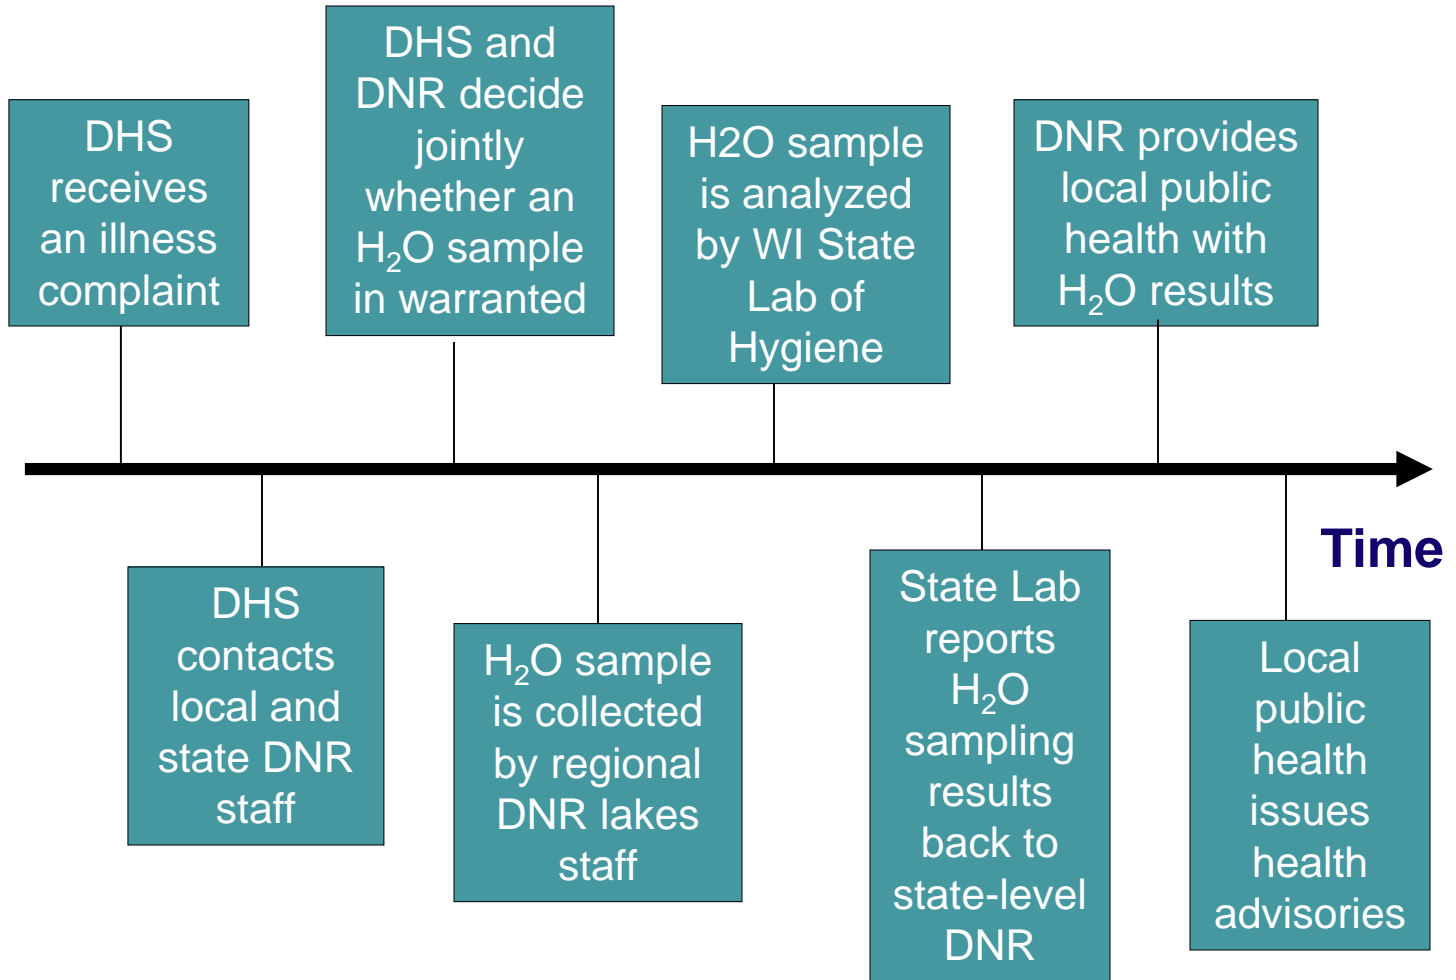 DHS
receives
an illness
complaint
DHS
contacts
local and
state DNR
staff
DHS and
DNR decide
jointly
whether an
H₂O sample
in warranted
H₂O sample
is collected
by regional
DNR lakes
staff
H2O sample
is analyzed
by WI State
Lab of
Hygiene
State Lab
reports
H₂O
sampling
results
back to
state-level
DNR
DNR provides
local public
health with
H₂O results
Local
public
health
issues
health
advisories
Time